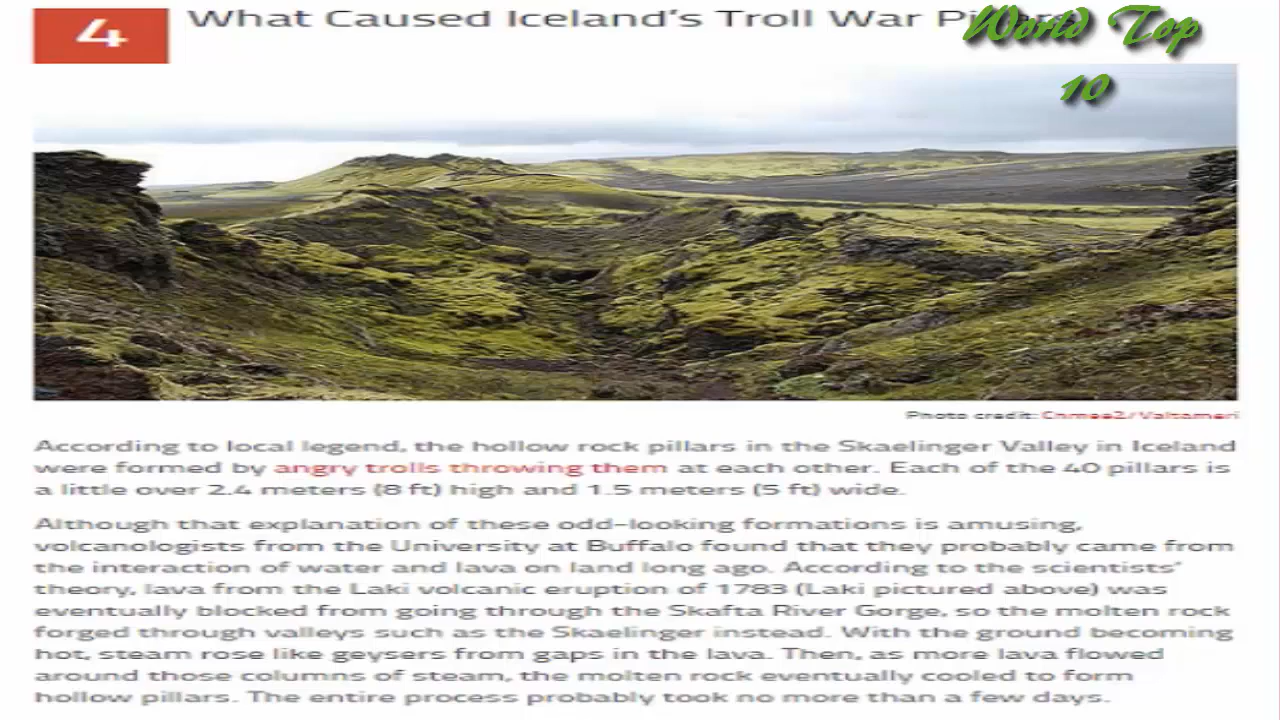 4
What Caused Iceland's Troll War
World Top
10
Photo credit:
According to local legend, the hollow rock pillars in the Skaelinger Valley in Iceland
were formed by angry trolls throwing them at each other. Each of the 40 pillars is
a little over 2.4 meters (8 ft) high and 1.5 meters (5 ft) wide.
Although that explanation of these odd-looking formations is amusing,
volcanologists from the University at Buffalo found that they probably came from
the interaction of water and lava on land long ago. According to the scientists'
theory, lava from the Laki volcanic eruption of 1783 (Laki pictured above) was
eventually blocked from going through the Skafta River Gorge, so the molten rock
forged through valleys such as the Skaelinger instead. With the ground becoming
hot, steam rose like geysers from gaps in the lava. Then, as more lava flowed
around those columns of steam, the molten rock eventually cooled to form
hollow pillars. The entire process probably took no more than a few days.